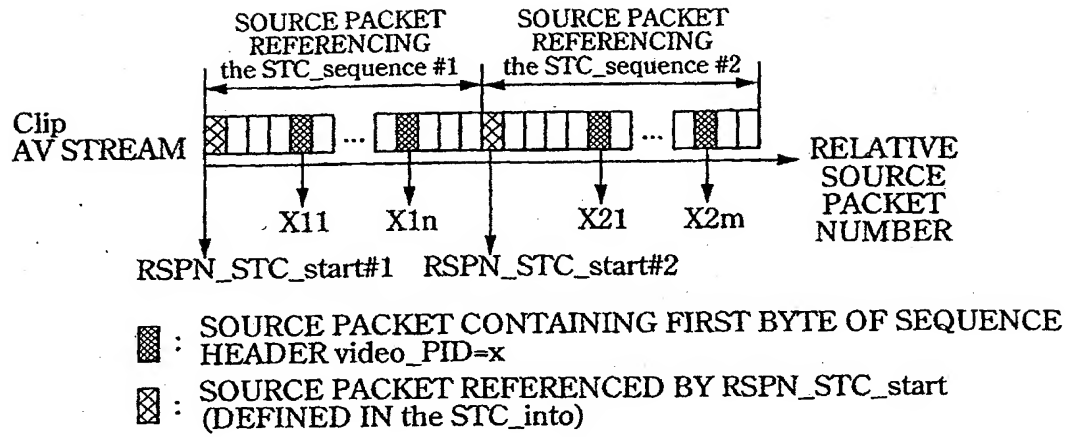 SOURCE PACKET
REFERENCING
the STC_sequence #1
SOURCE PACKET
REFERENCING
the STC_sequence #2
Clip
AV STREAM
...
...
RELATIVE
SOURCE
PACKET
NUMBER
X11
X1n
X21
X2m
RSPN_STC_start#1
RSPN_STC_start#2
: SOURCE PACKET CONTAINING FIRST BYTE OF SEQUENCE
HEADER video_PID=x
: SOURCE PACKET REFERENCED BY RSPN_STC_start
(DEFINED IN the STC_into)